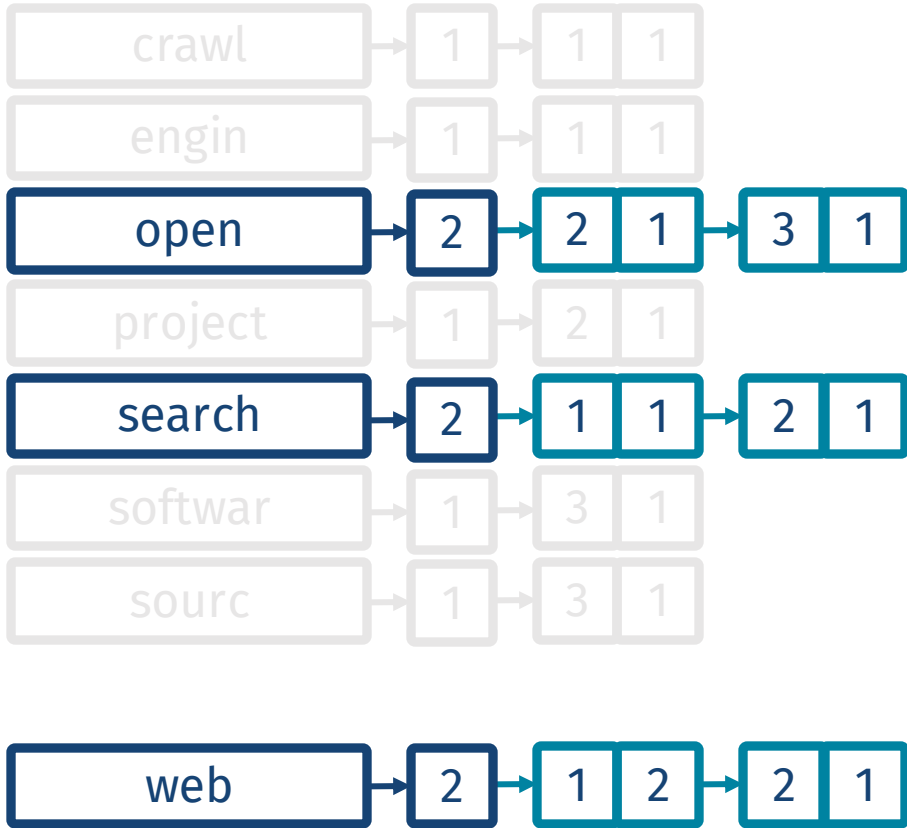 crawl 1 1 1
engin 1 1 1
open 2 2 1 3 1
project 1 2 1
search 2 1 1 2 1
softwar 1 3 1
sourc 1 3 1
web 2 1 2 2 1